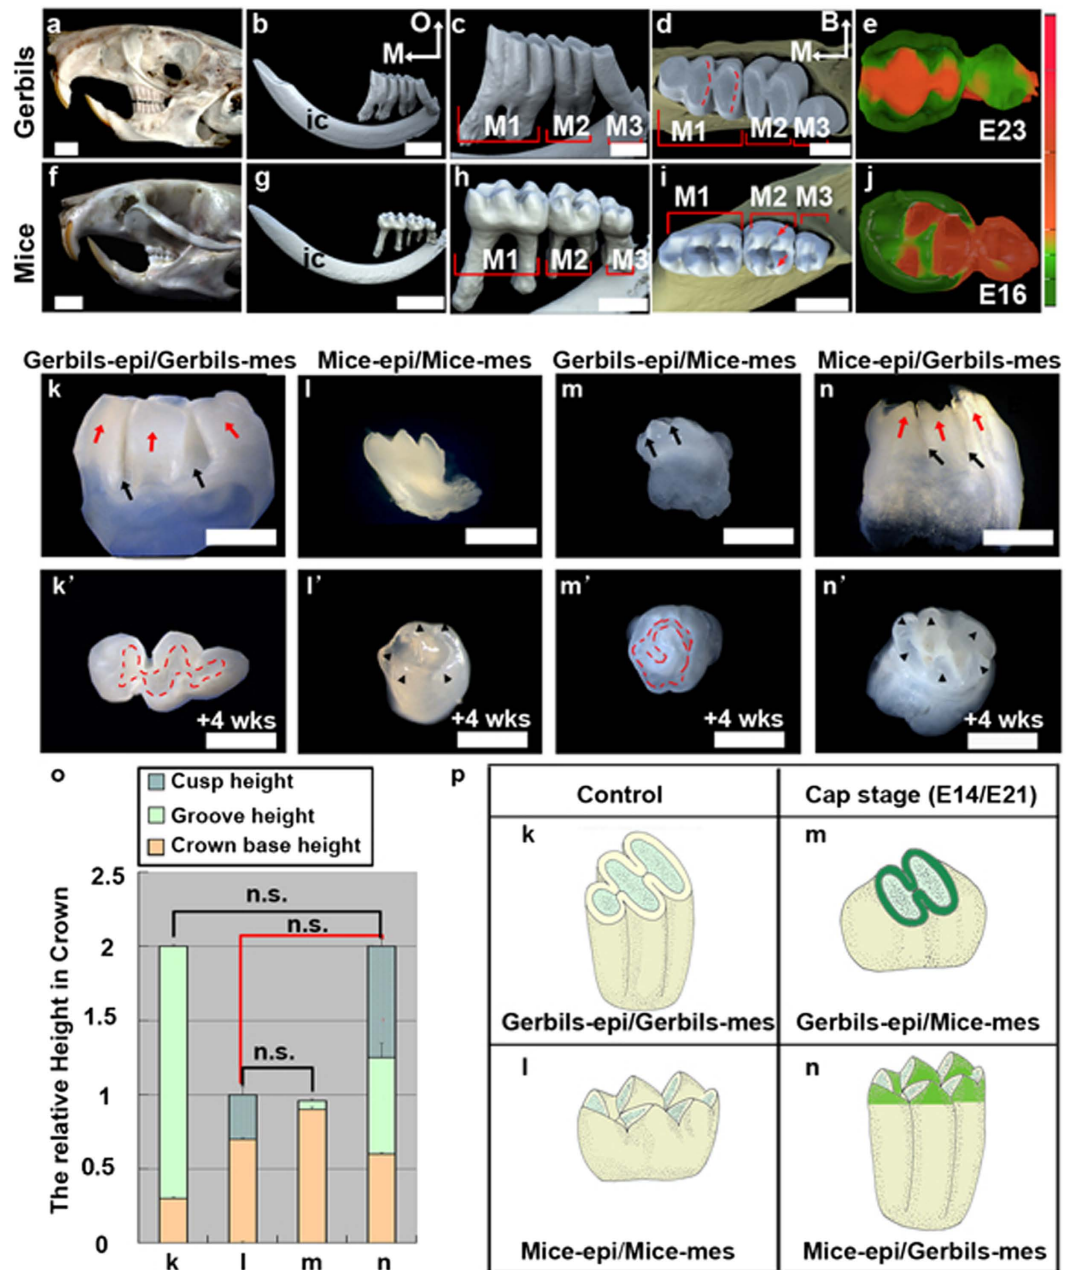 Gerbils
a
b
O
M
ic
c
M1 M2 M3
d
B
M
M1 M2 M3
e
E23
Mice
f
g
ic
h
M1 M2 M3
i
M1 M2 M3
j
E16
Gerbils-epi/Gerbils-mes
Mice-epi/Mice-mes
Gerbils-epi/Mice-mes
Mice-epi/Gerbils-mes
k
l
m
n
k’
+4 wks
l’
+4 wks
m’
+4 wks
n’
+4 wks
o
Cusp height
Groove height
Crown base height
The relative Height in Crown
2.5
2
1.5
1
0.5
0
n.s.
n.s.
n.s.
k l m n
p
Control
Cap stage (E14/E21)
k
Gerbils-epi/Gerbils-mes
m
Gerbils-epi/Mice-mes
l
Mice-epi/Mice-mes
n
Mice-epi/Gerbils-mes